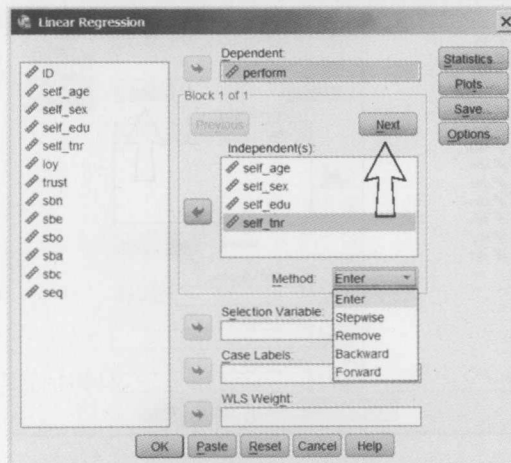 Linear Regression
ID
self_age
self_sex
self_edu
self_tnr
loy
trust
sbn
sbe
sbo
sba
sbc
seq
Dependent:
perform
Block 1 of 1
Previous
Next
Independent(s):
self_age
self_sex
self_edu
self_tnr
Method: Enter
Enter
Stepwise
Remove
Backward
Forward
Selection Variable:
Case Labels:
WLS Weight:
Statistics...
Plots...
Save...
Options...
OK Paste Reset Cancel Help